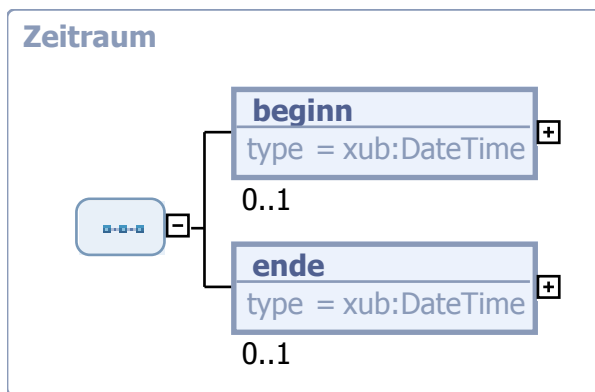 Zeitraum
beginn
type = xub:DateTime
0..1
ende
type = xub:DateTime
0..1